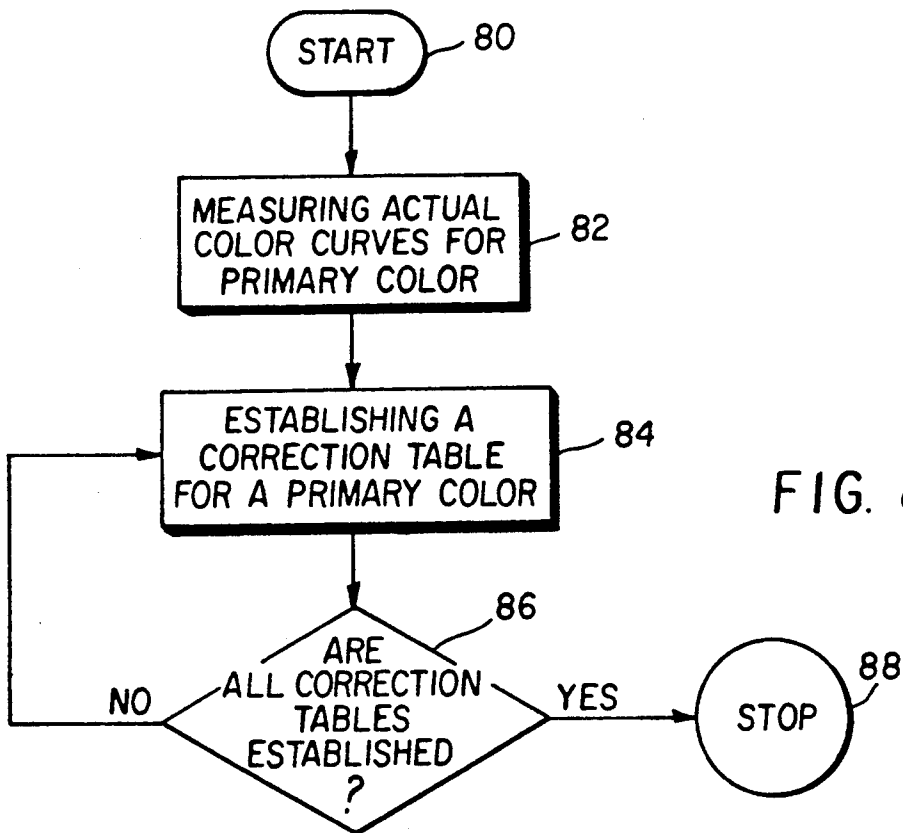 START
80
MEASURING ACTUAL
COLOR CURVES FOR
PRIMARY COLOR
82
ESTABLISHING A
CORRECTION TABLE
FOR A PRIMARY COLOR
84
FIG.
86
ARE
ALL CORRECTION
TABLES
ESTABLISHED
?
NO
YES
STOP
88